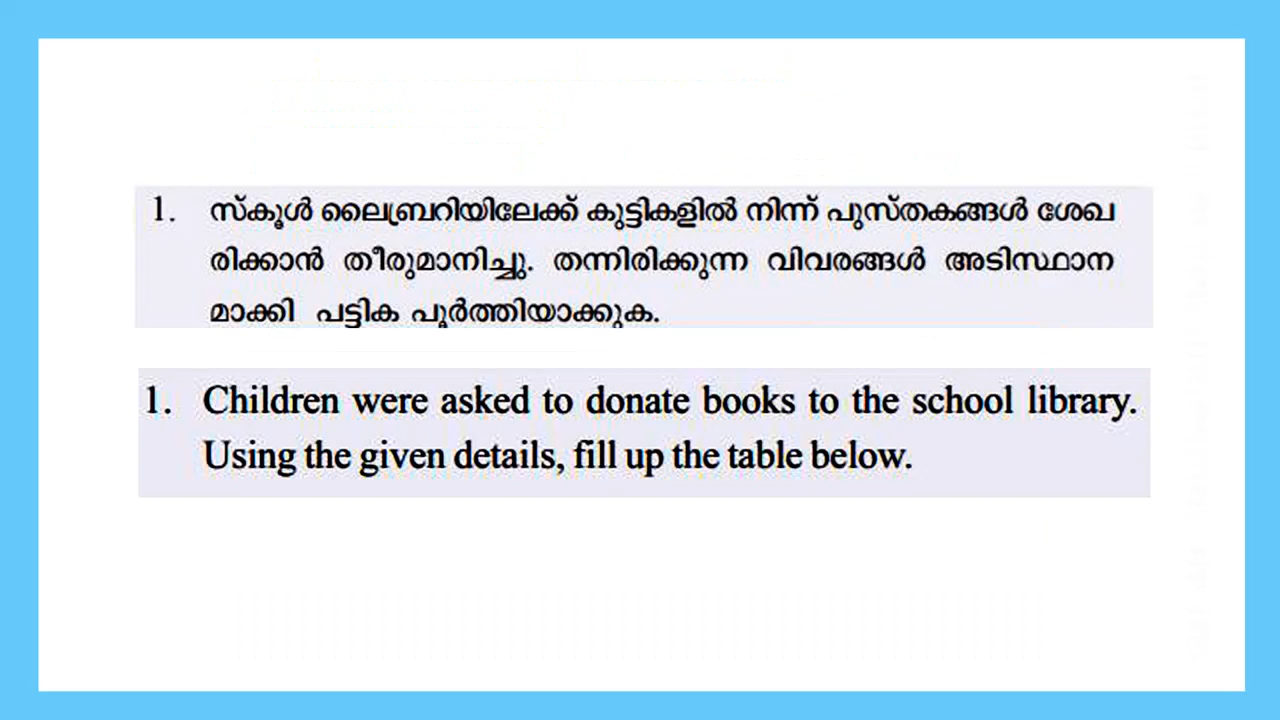 1. സ്കൂൾ ലൈബ്രറിയിലേക്ക് കുട്ടികളിൽ നിന്ന് പുസ്തകങ്ങൾ ശേഖ
രിക്കാൻ തീരുമാനിച്ചു. തന്നിരിക്കുന്ന വിവരങ്ങൾ അടിസ്ഥാന
മാക്കി പട്ടിക പൂർത്തിയാക്കുക.
1. Children were asked to donate books to the school library.
Using the given details, fill up the table below.